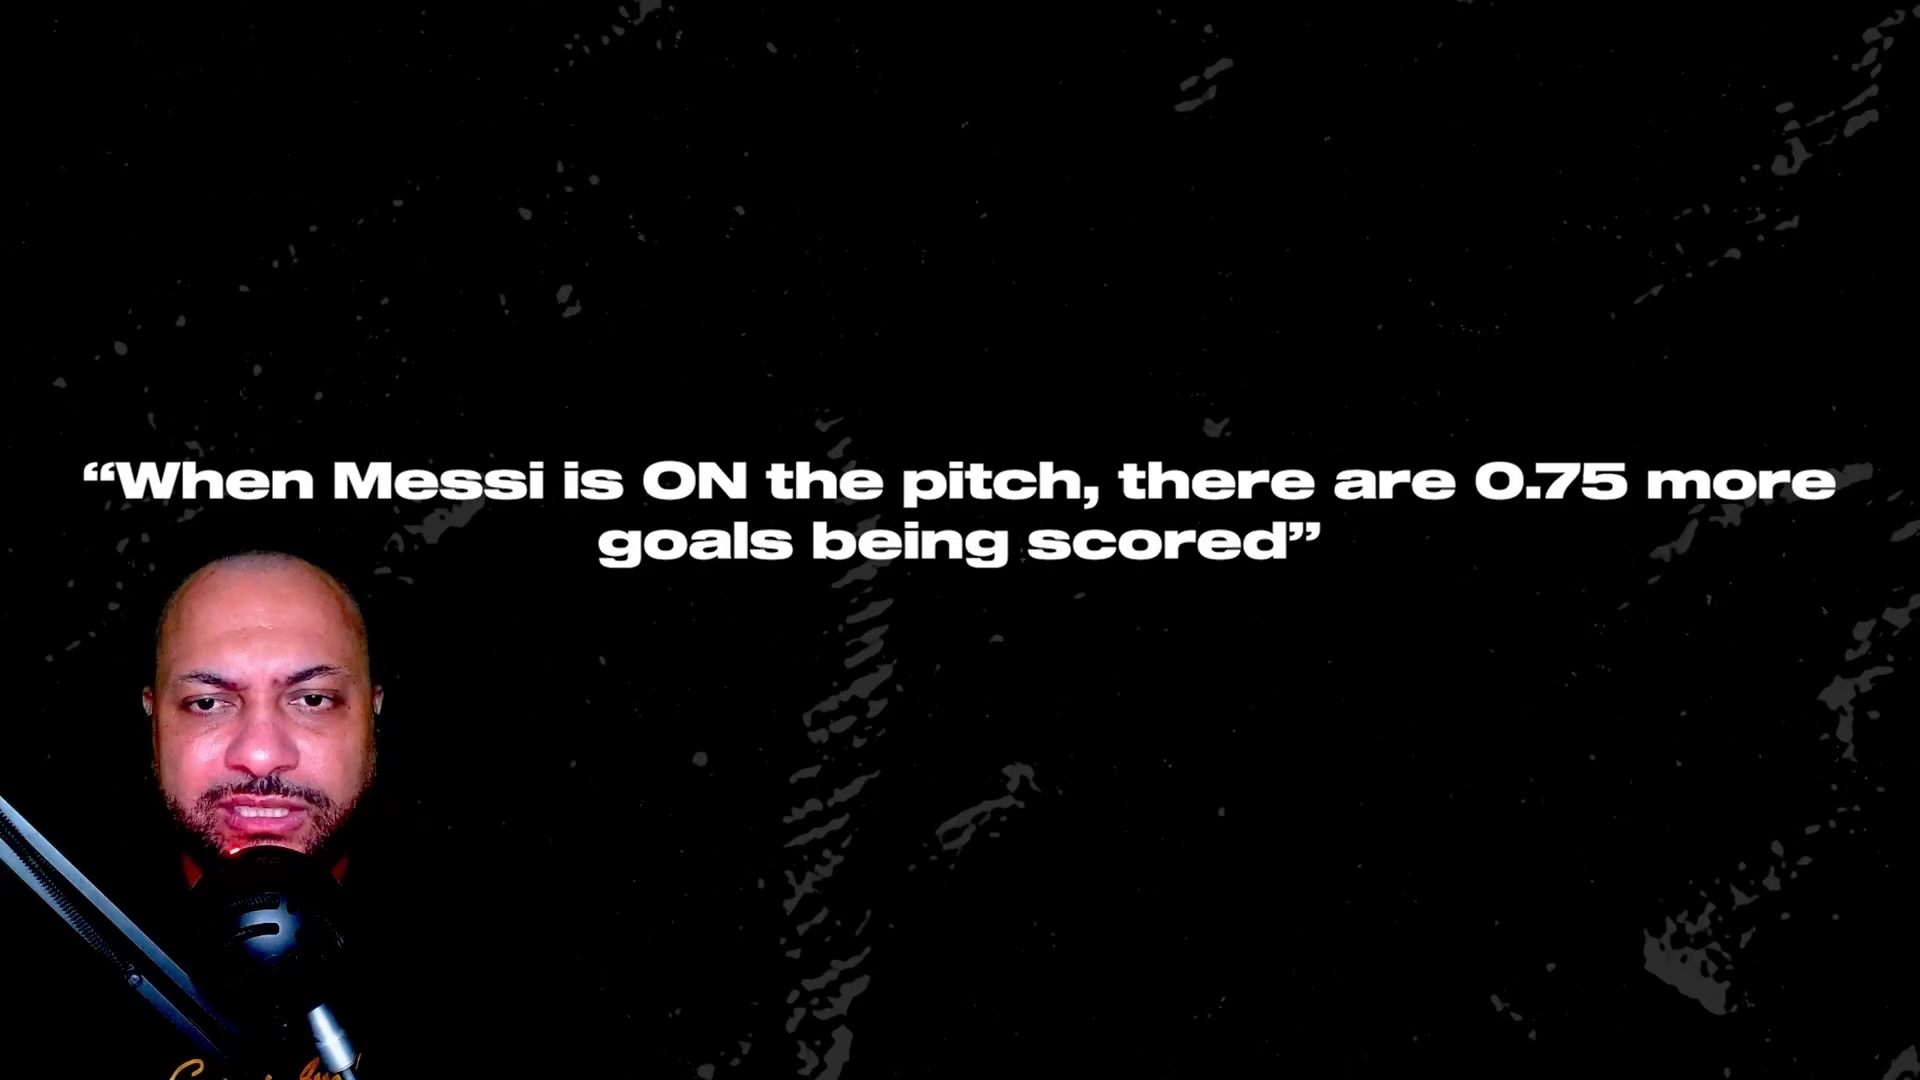 “When Messi is ON the pitch, there are 0.75 more
goals being scored”